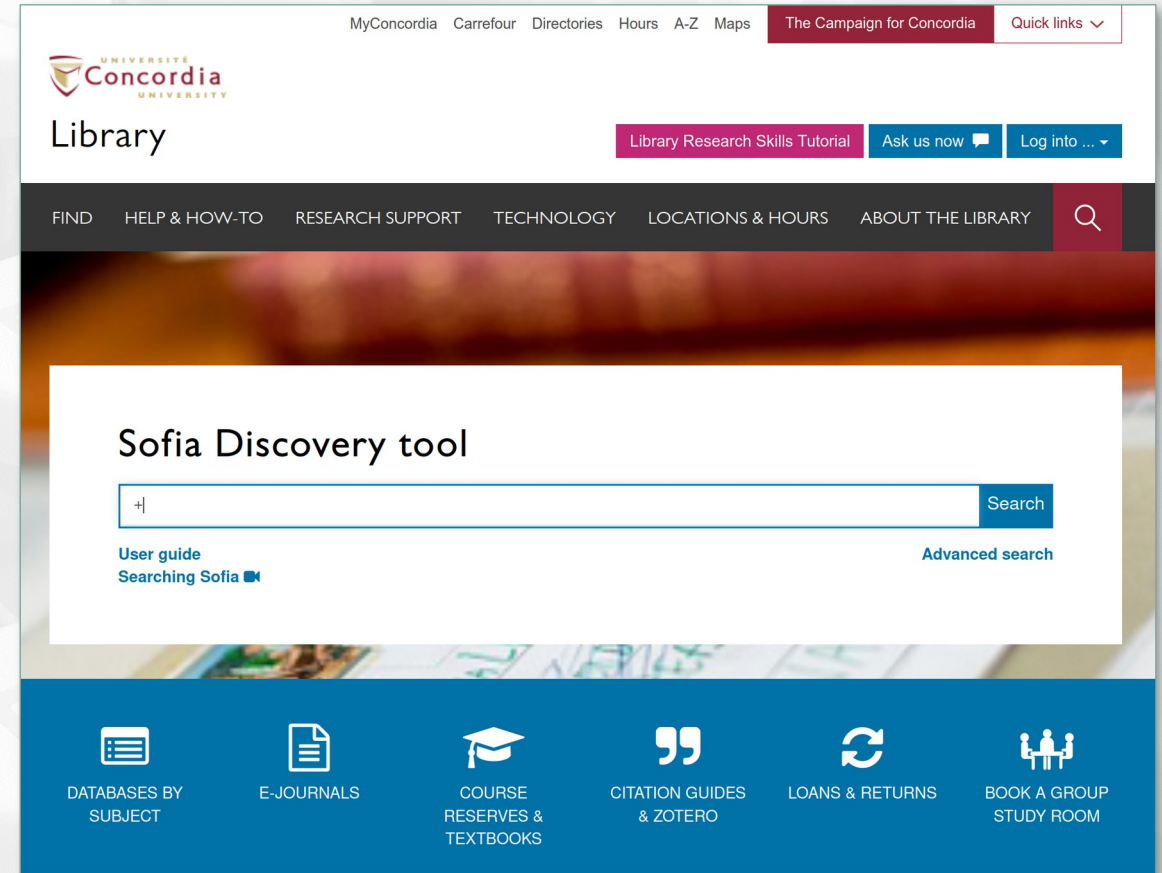 MyConcordia Carrefour Directories Hours A-Z Maps The Campaign for Concordia Quick links
UNIVERSITÉ
Concordia
UNIVERSITY
Library
Library Research Skills Tutorial Ask us now Log into ...
FIND HELP & HOW-TO RESEARCH SUPPORT TECHNOLOGY LOCATIONS & HOURS ABOUT THE LIBRARY
Sofia Discovery tool
+ Search
User guide Advanced search
Searching Sofia
DATABASES BY SUBJECT
E-JOURNALS
COURSE RESERVES & TEXTBOOKS
CITATION GUIDES & ZOTERO
LOANS & RETURNS
BOOK A GROUP STUDY ROOM